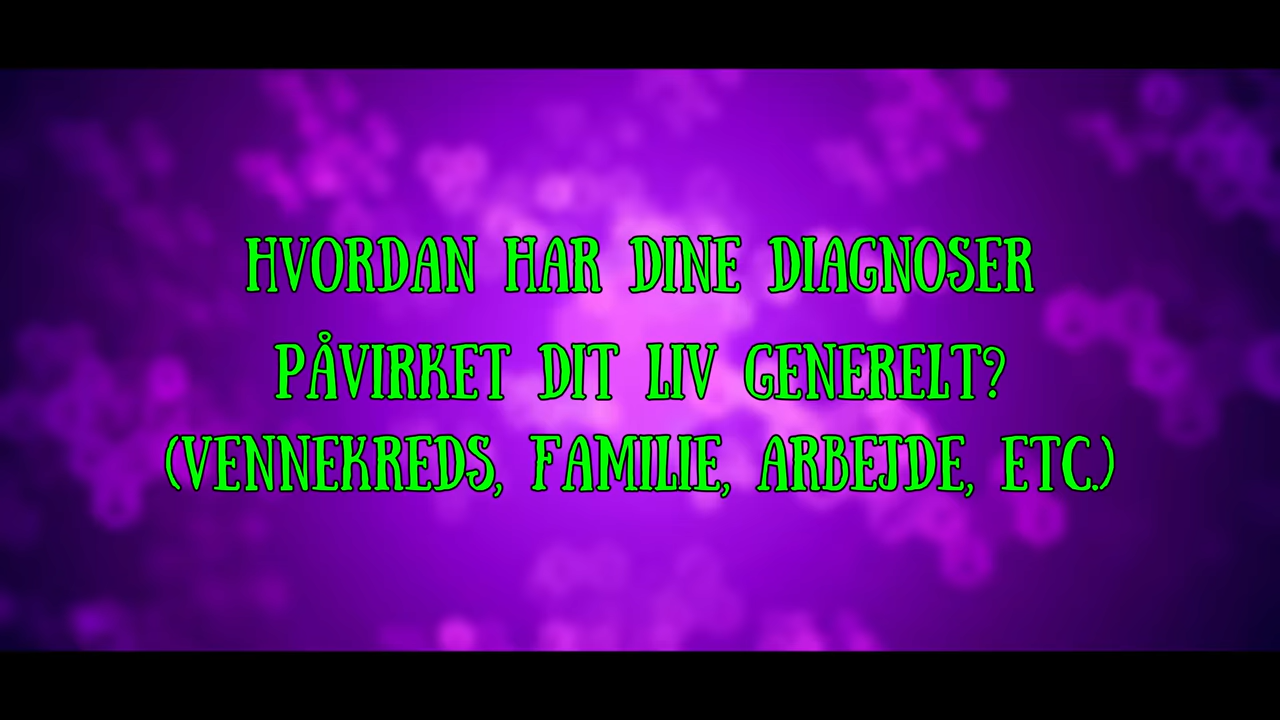 HVORDAN HAR DINE DIAGNOSER
PÅVIRKET DIT LIV GENERELT?
(VENNEKREDS, FAMILIE, ARBEJDE, ETC.)